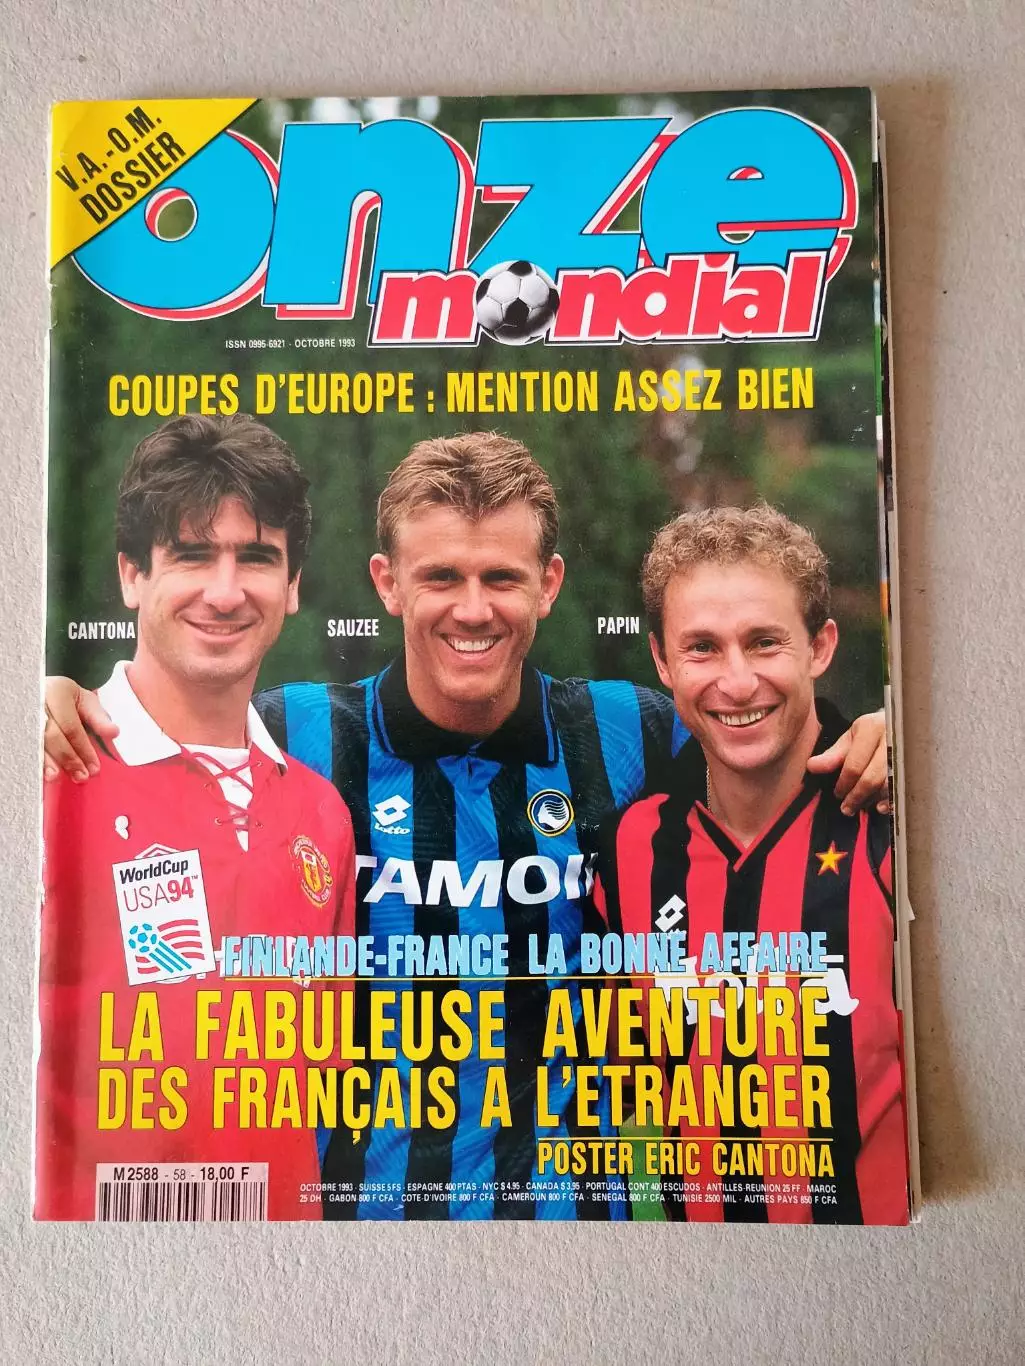 V.A.-O.M.
DOSSIER
onze
mondial
ISSN 0995-6921 - OCTOBRE 1993
COUPES D'EUROPE : MENTION ASSEZ BIEN
CANTONA
SAUZEE
PAPIN
lotto
TAMOIL
WorldCup
USA94™
FINLANDE-FRANCE LA BONNE AFFAIRE
LA FABULEUSE AVENTURE
DES FRANÇAIS A L'ETRANGER
POSTER ERIC CANTONA
M 2588 - 58 - 18,00 F
OCTOBRE 1993 - SUISSE 5 FS - ESPAGNE 400 PTAS - NYC $ 4.95 - CANADA $ 3.95 - PORTUGAL CONT 400 ESCUDOS - ANTILLES-REUNION 25 FF - MAROC
25 DH - GABON 800 F CFA - COTE D'IVOIRE 800 F CFA - CAMEROUN 800 F CFA - SENEGAL 800 F CFA - TUNISIE 2500 MIL - AUTRES PAYS 850 F CFA